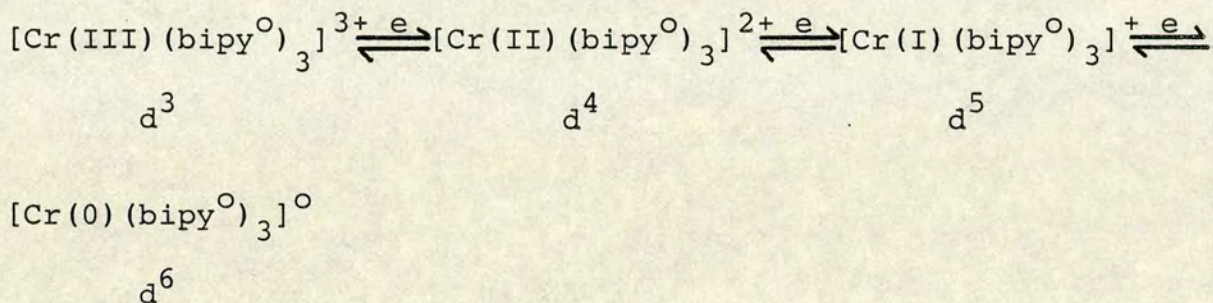 [Cr(III)(bipy°)₃]³⁺ e ⇌ [Cr(II)(bipy°)₃]²⁺ e ⇌ [Cr(I)(bipy°)₃]⁺ e ⇌
d³ d⁴ d⁵
[Cr(0)(bipy°)₃]°
d⁶